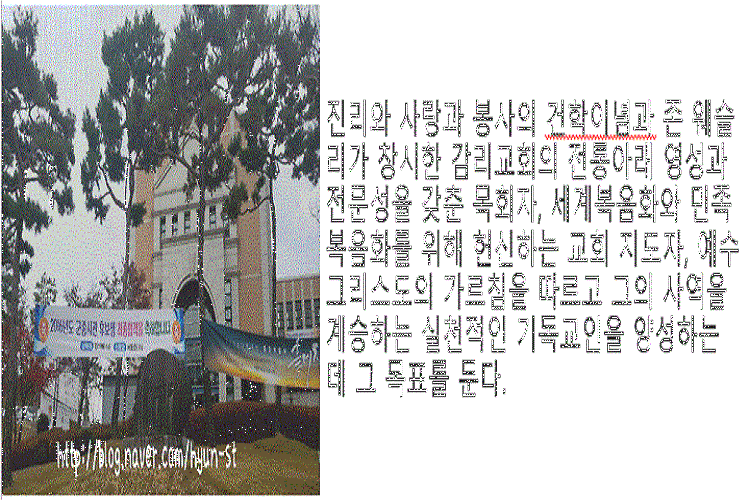 진리와 사랑과 봉사의 건학이념과 존 웨슬
리가 창시한 감리교회의 전통아래 영성과
전문성을 갖춘 목회자, 세계복음화와 민족
복음화를 위해 헌신하는 교회 지도자, 예수
그리스도의 가르침을 따르고 그의 사역을
계승하는 실천적인 기독교인을 양성하는
데 그 목표를 둔다.
http://blog.naver.com/hyun-st